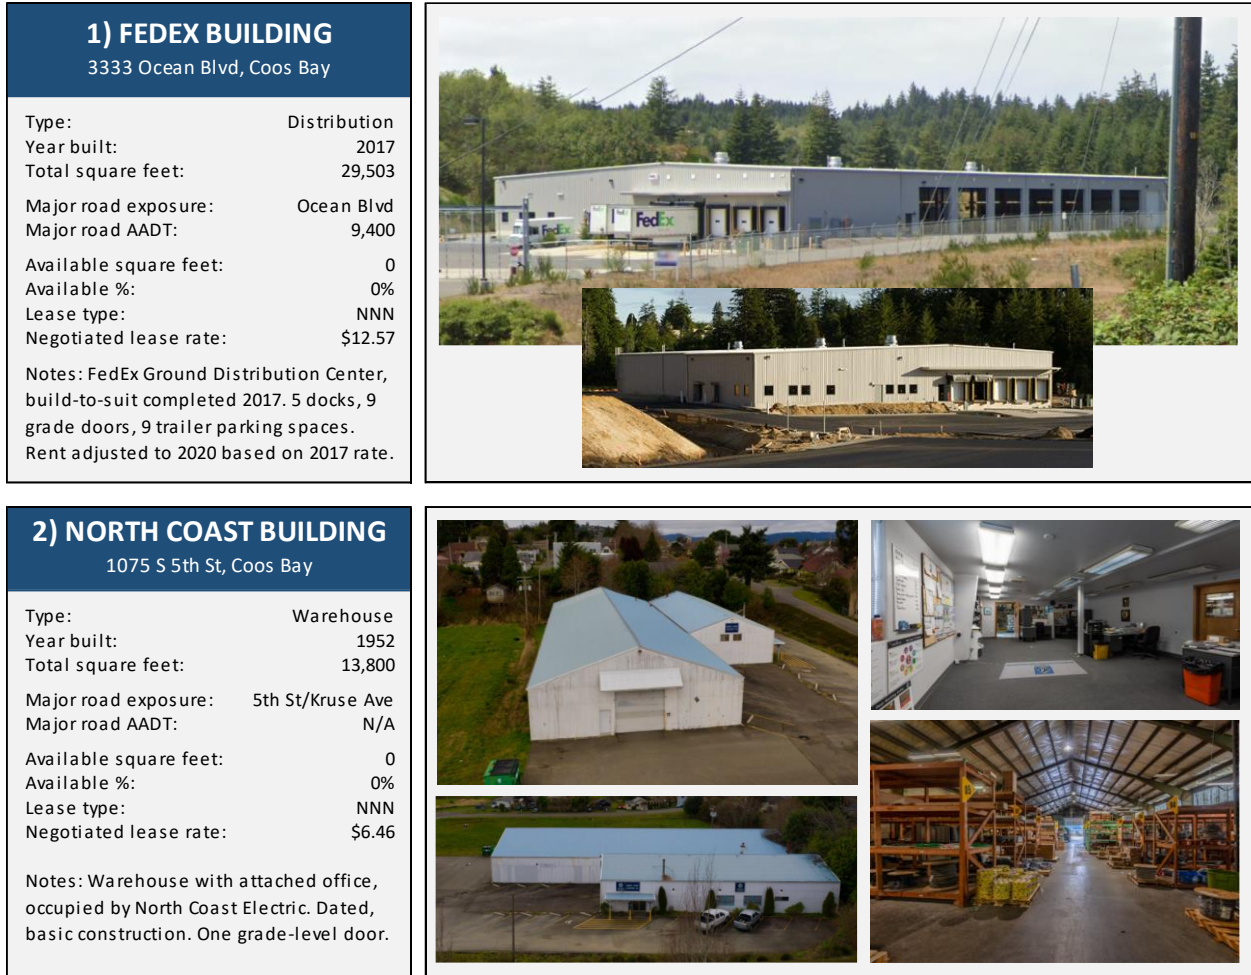 1) FEDEX BUILDING
3333 Ocean Blvd, Coos Bay
Type: Distribution
Year built: 2017
Total square feet: 29,503
Major road exposure: Ocean Blvd
Major road AADT: 9,400
Available square feet: 0
Available %: 0%
Lease type: NNN
Negotiated lease rate: $12.57
Notes: FedEx Ground Distribution Center,
build-to-suit completed 2017. 5 docks, 9
grade doors, 9 trailer parking spaces.
Rent adjusted to 2020 based on 2017 rate.
FedEx
FedEx
2) NORTH COAST BUILDING
1075 S 5th St, Coos Bay
Type: Warehouse
Year built: 1952
Total square feet: 13,800
Major road exposure: 5th St/Kruse Ave
Major road AADT: N/A
Available square feet: 0
Available %: 0%
Lease type: NNN
Negotiated lease rate: $6.46
Notes: Warehouse with attached office,
occupied by North Coast Electric. Dated,
basic construction. One grade-level door.